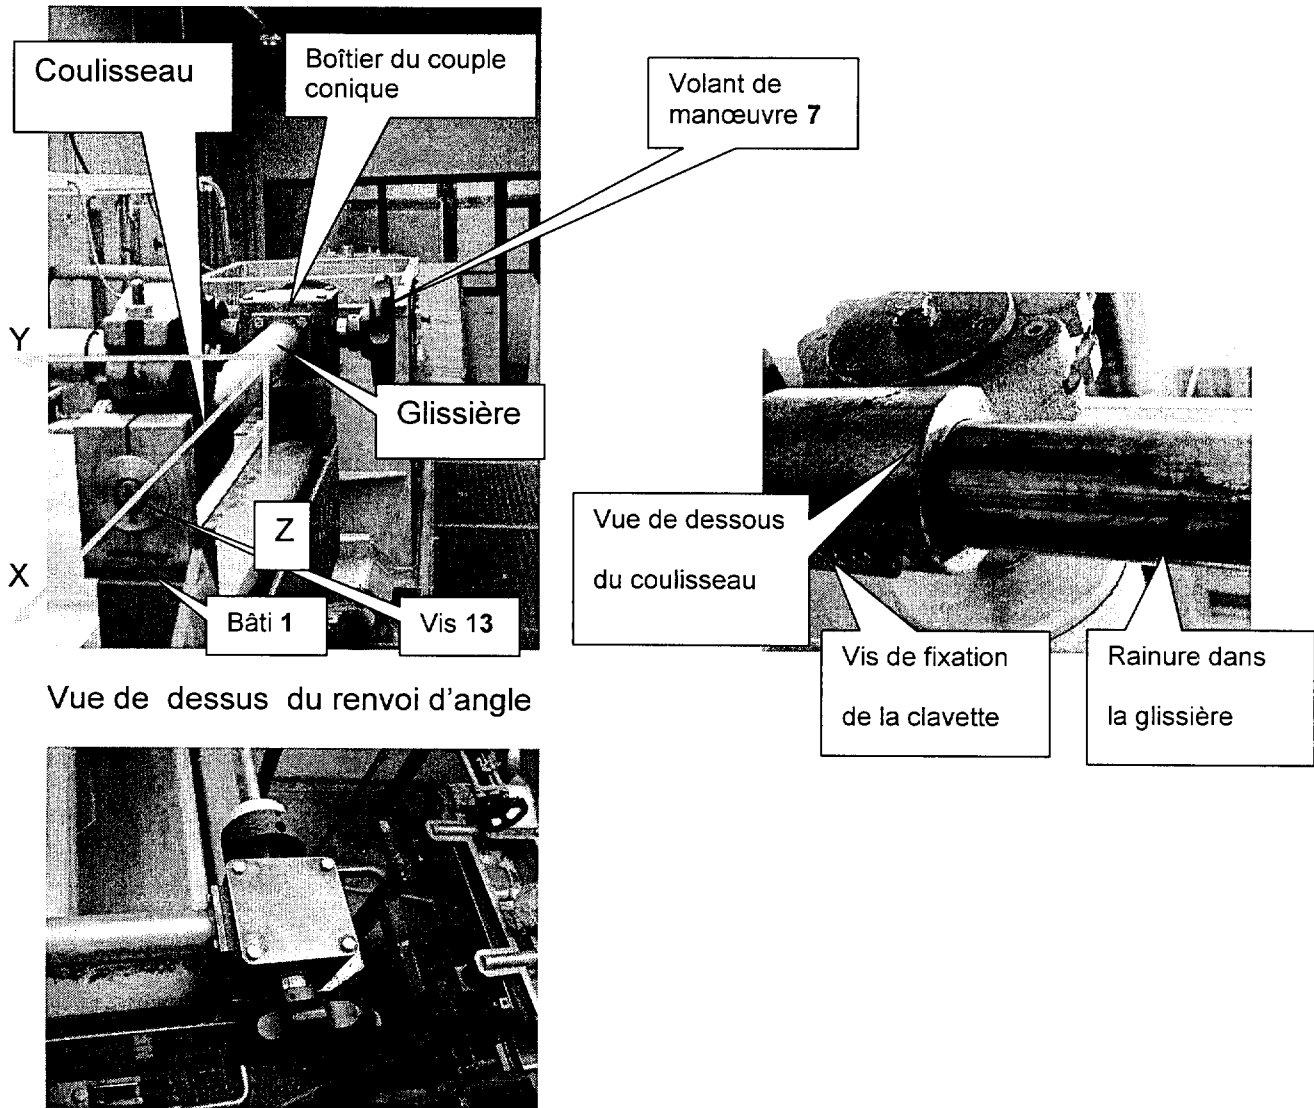 Coulisseau
Boîtier du couple
conique
Volant de
manœuvre 7
Y
Glissière
Z
X
Bâti 1
Vis 13
Vue de dessous
du coulisseau
Vis de fixation
de la clavette
Rainure dans
la glissière
Vue de dessus du renvoi d'angle